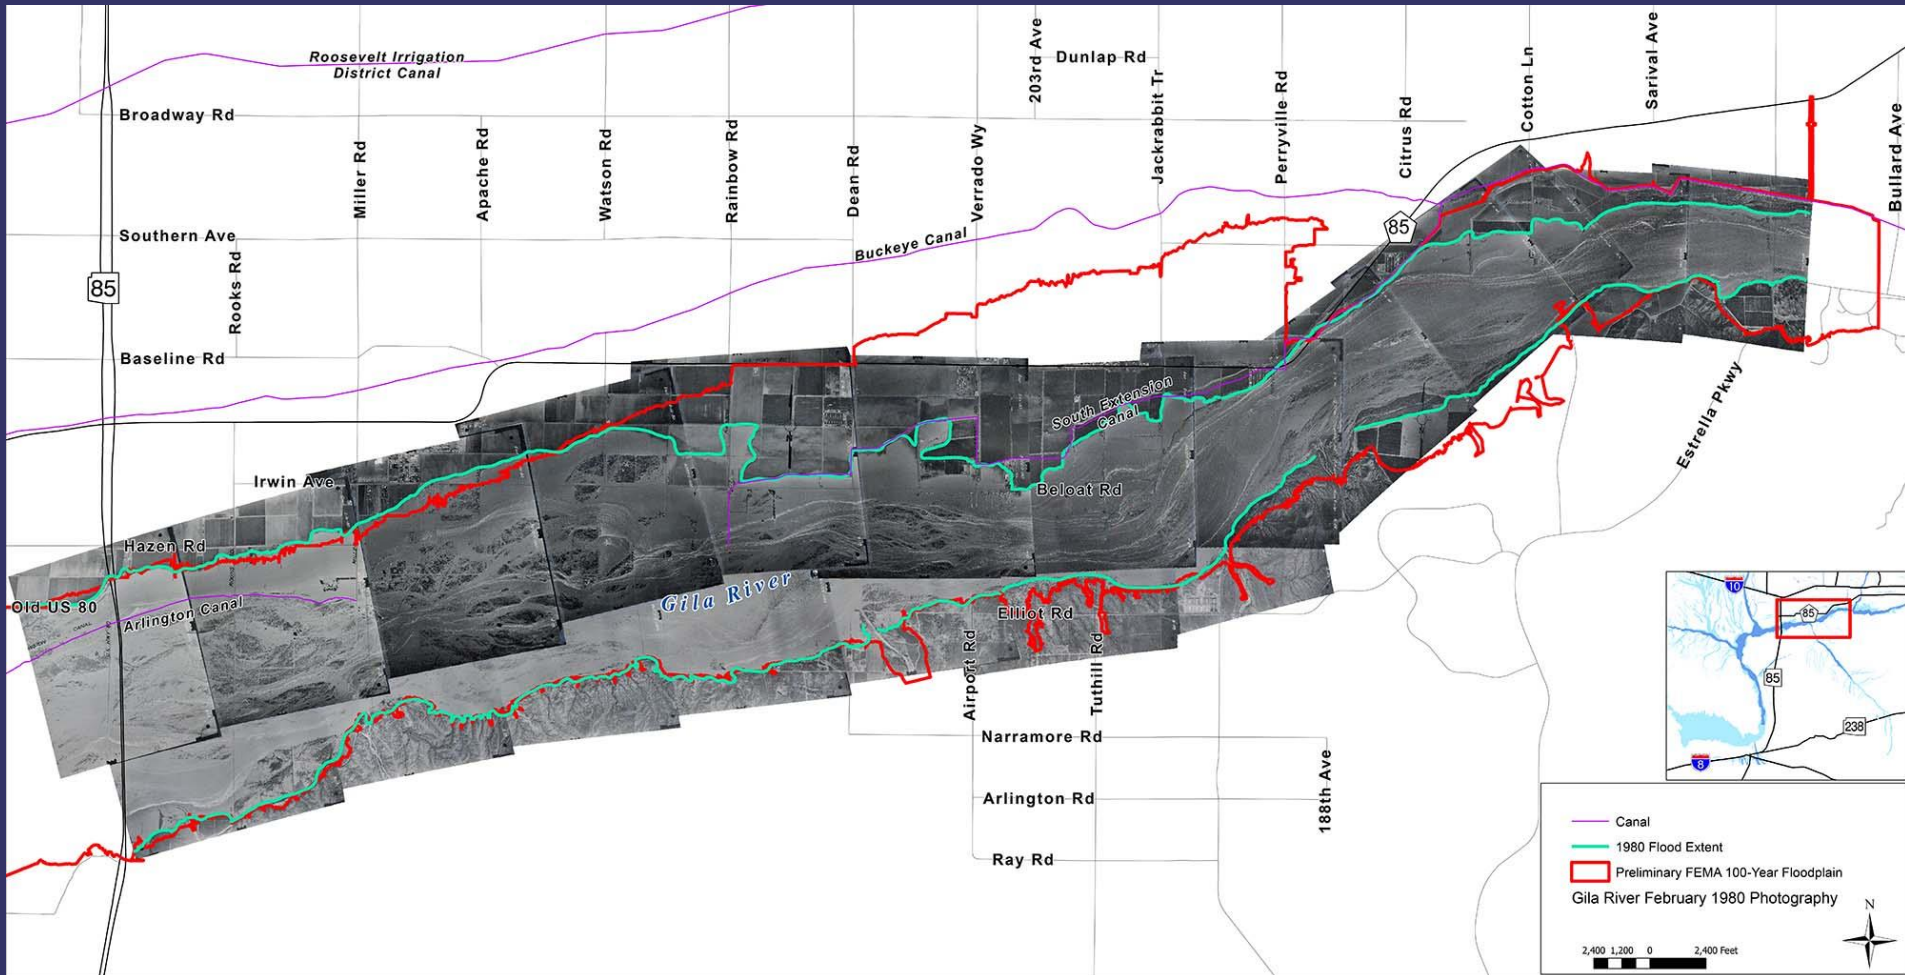 Roosevelt Irrigation
District Canal
Broadway Rd
Southern Ave
Baseline Rd
Rooks Rd
Miller Rd
Apache Rd
Watson Rd
Rainbow Rd
Dean Rd
Verrado Wy
203rd Ave
Dunlap Rd
Jackrabbit Tr
Perryville Rd
Citrus Rd
Cotton Ln
Sarival Ave
Bullard Ave
85
85
Buckeye Canal
South Extension
Canal
Irwin Ave
Beloat Rd
Hazen Rd
Old US 80
Arlington Canal
Gila River
Elliot Rd
Airport Rd
Tuthill Rd
Estrella Pkwy
Narramore Rd
Arlington Rd
Ray Rd
188th Ave
10
85
85
238
8
Canal
1980 Flood Extent
Preliminary FEMA 100-Year Floodplain
Gila River February 1980 Photography
N
2,400 1,200 0 2,400 Feet